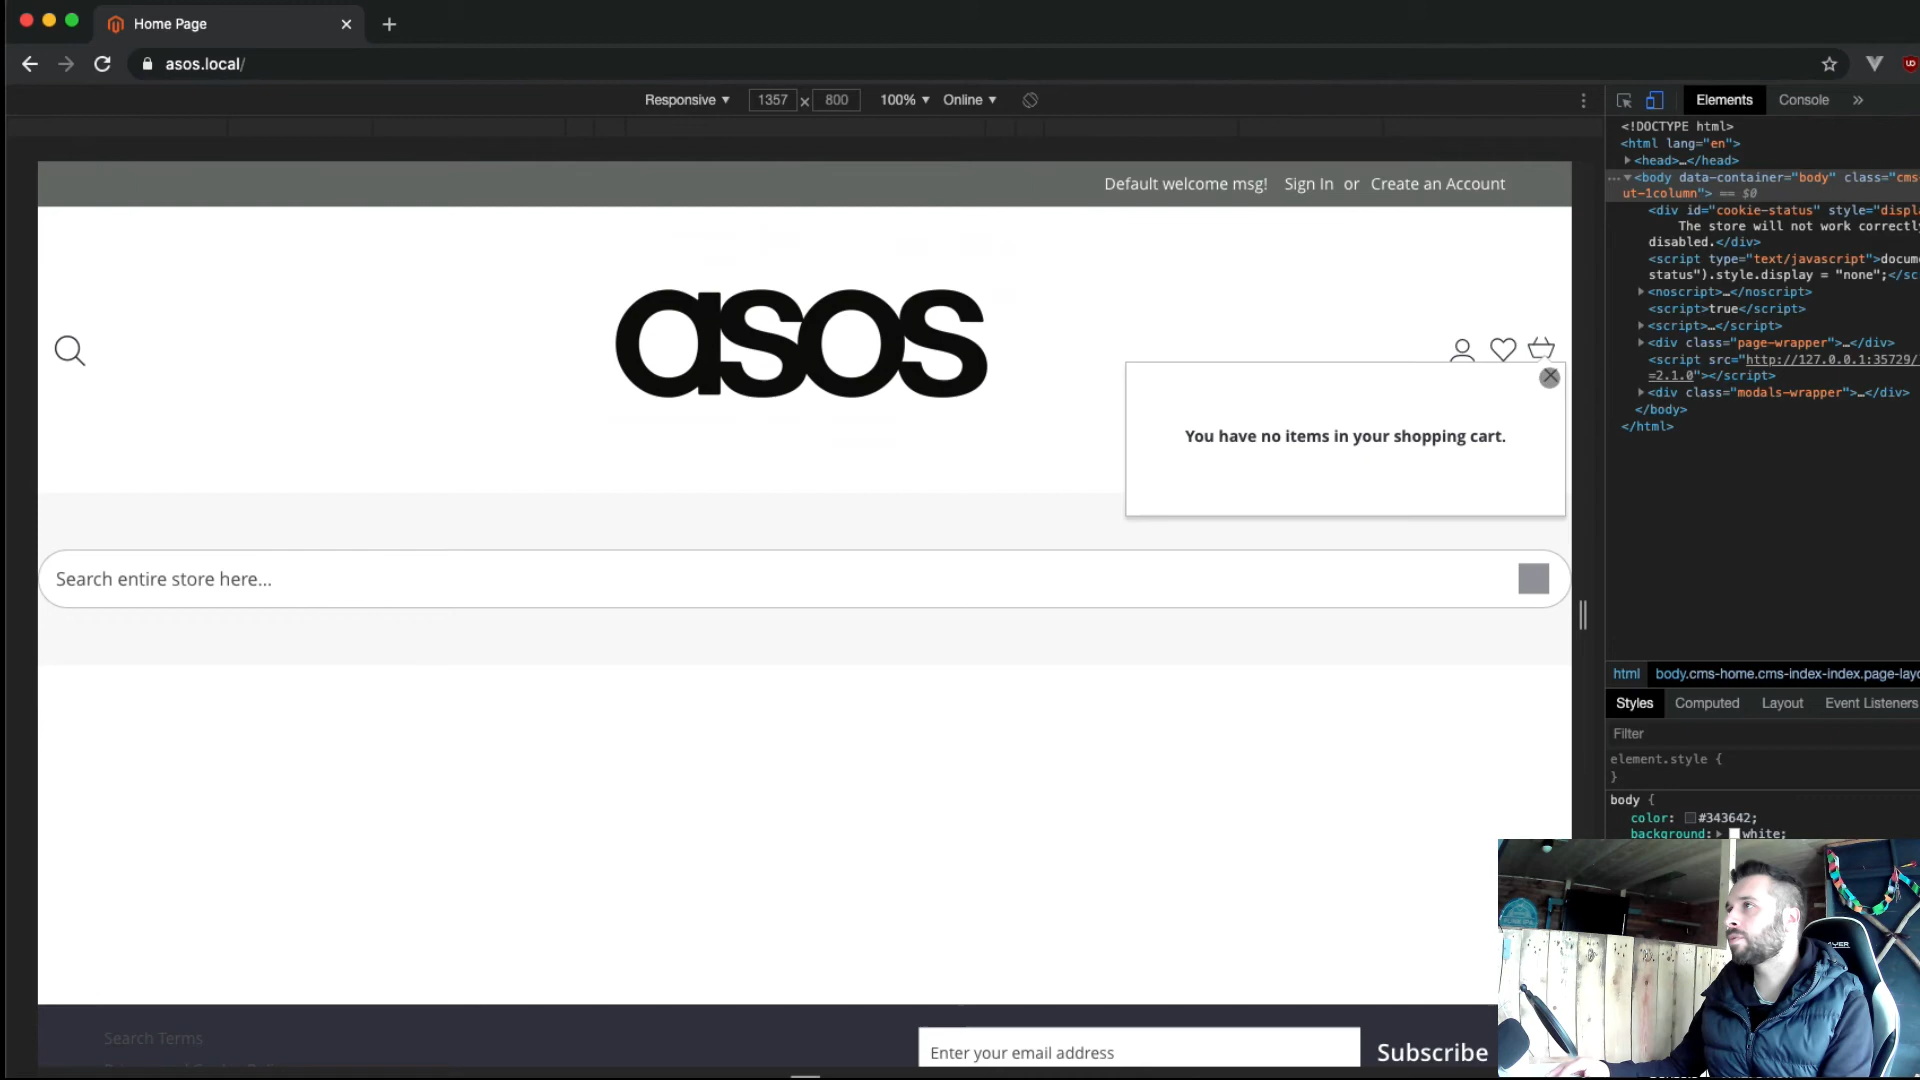 Home Page
asos.local/
Responsive 1357 x 800 100% Online
Elements Console »
<!DOCTYPE html>
<html lang="en">
<head>…</head>
<body data-container="body" class="cms
ut-1column"> == $0
<div id="cookie-status" style="displa
The store will not work correctly
disabled.</div>
<script type="text/javascript">docum
status").style.display = "none";</sc
<noscript>…</noscript>
<script>true</script>
<script>…</script>
<div class="page-wrapper">…</div>
<script src="http://127.0.0.1:35729/
=2.1.0"></script>
<div class="modals-wrapper">…</div>
</body>
</html>
Default welcome msg! Sign In or Create an Account
asos
You have no items in your shopping cart.
Search entire store here...
html body.cms-home.cms-index-index.page-layo
Styles Computed Layout Event Listeners
Filter
element.style {
}
body {
color: #343642;
background: white;
Search Terms
Enter your email address
Subscribe